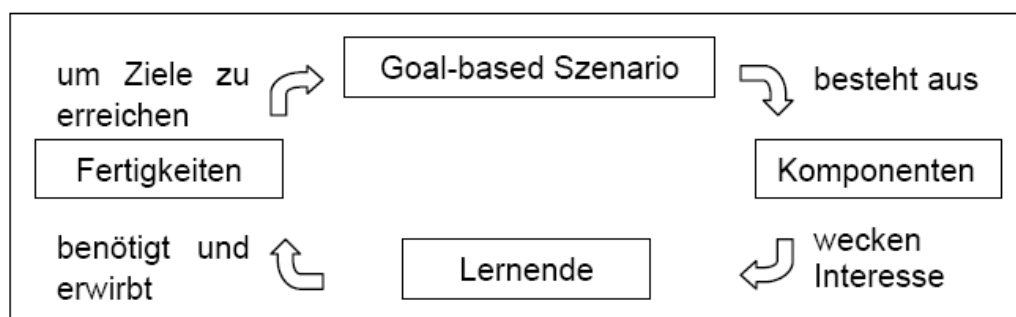 um Ziele zu
erreichen
Goal-based Szenario
besteht aus
Fertigkeiten
Komponenten
benötigt und
erwirbt
Lernende
wecken
Interesse